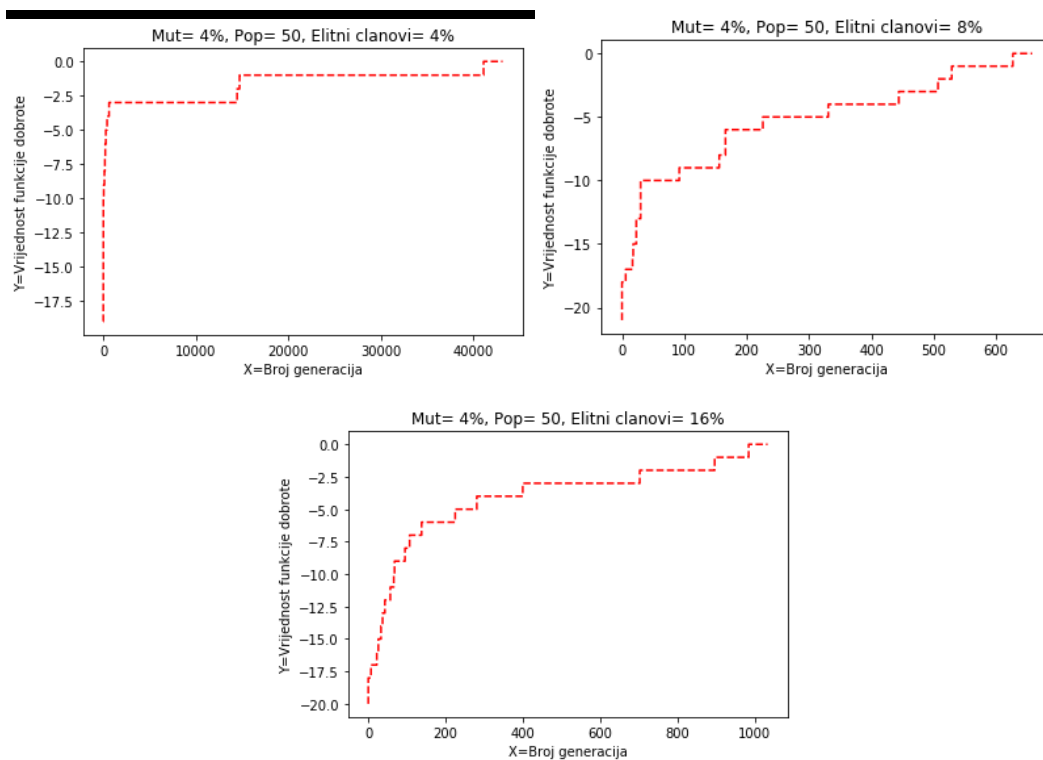 Mut= 4%, Pop= 50, Elitni clanovi= 4%
Y=Vrijednost funkcije dobrote
0.0
−2.5
−5.0
−7.5
−10.0
−12.5
−15.0
−17.5
0 10000 20000 30000 40000
X=Broj generacija
Mut= 4%, Pop= 50, Elitni clanovi= 8%
Y=Vrijednost funkcije dobrote
0
−5
−10
−15
−20
0 100 200 300 400 500 600
X=Broj generacija
Mut= 4%, Pop= 50, Elitni clanovi= 16%
Y=Vrijednost funkcije dobrote
0.0
−2.5
−5.0
−7.5
−10.0
−12.5
−15.0
−17.5
−20.0
0 200 400 600 800 1000
X=Broj generacija